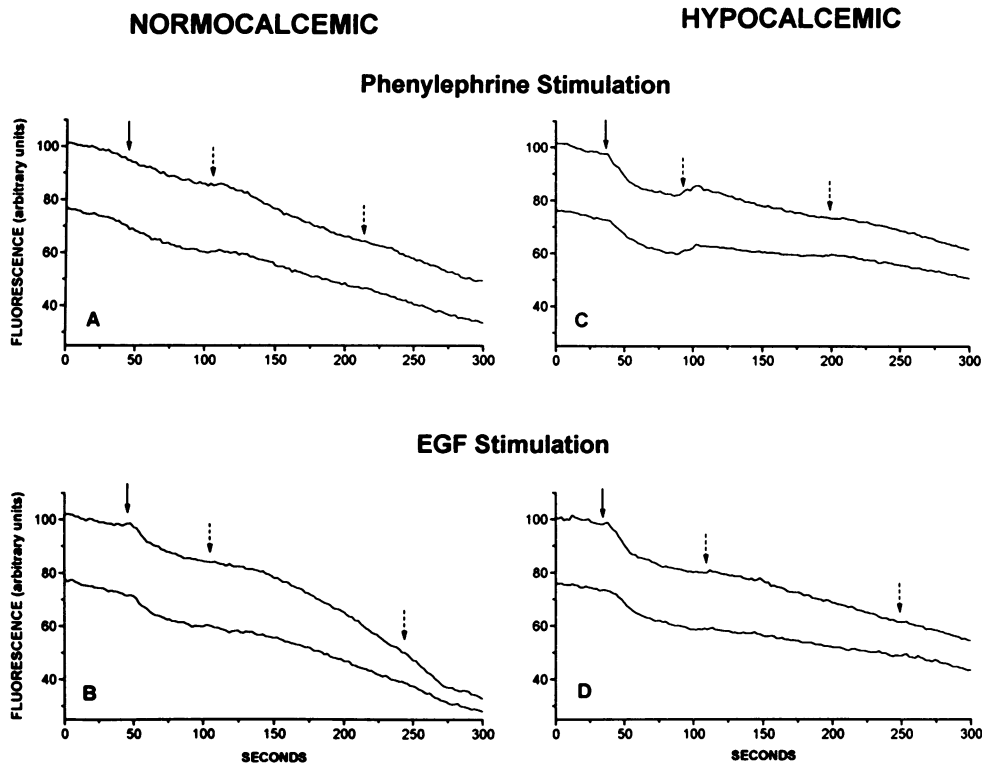 NORMOCALCEMIC
HYPOCALCEMIC
Phenylephrine Stimulation
FLUORESCENCE (arbitrary units)
100
80
60
40
A
0 50 100 150 200 250 300
100
80
60
40
C
0 50 100 150 200 250 300
EGF Stimulation
FLUORESCENCE (arbitrary units)
100
80
60
40
B
0 50 100 150 200 250 300
SECONDS
100
80
60
40
D
0 50 100 150 200 250 300
SECONDS